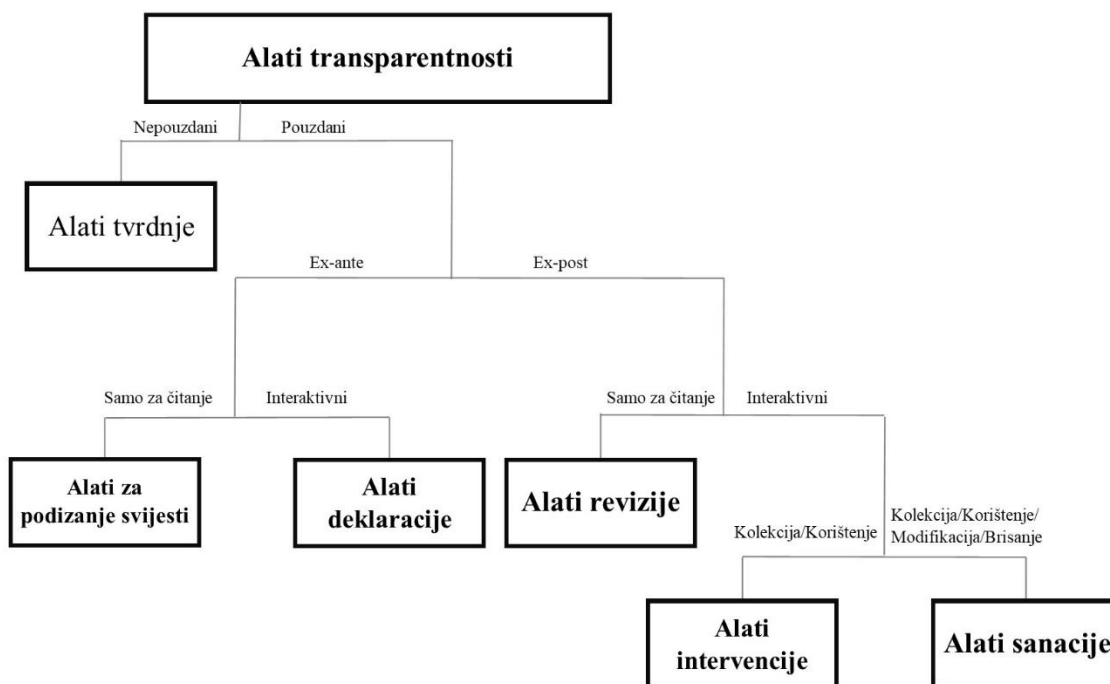 Alati transparentnosti
Nepouzdani
Pouzdani
Alati tvrdnje
Ex-ante
Ex-post
Samo za čitanje
Interaktivni
Samo za čitanje
Interaktivni
Alati za
podizanje svijesti
Alati
deklaracije
Alati revizije
Kolekcija/Korištenje
Kolekcija/Korištenje/
Modifikacija/Brisanje
Alati
intervencije
Alati sanacije